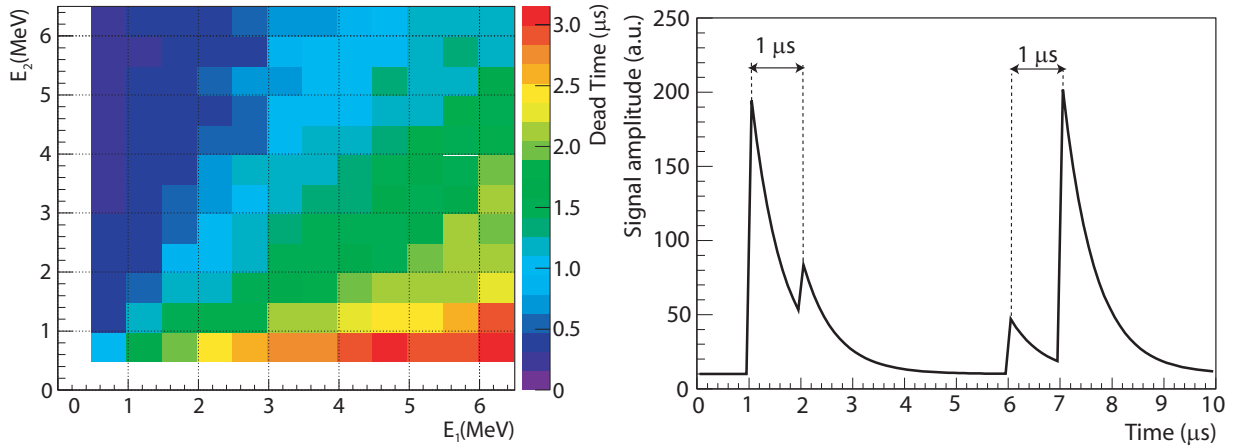 E₂(MeV)
6
5
4
3
2
1
0
0 1 2 3 4 5 6
E₁(MeV)
3.0
2.5
2.0
1.5
1.0
0.5
0
Dead Time (μs)
Signal amplitude (a.u.)
250
200
150
100
50
0
1 μs
1 μs
0 1 2 3 4 5 6 7 8 9 10
Time (μs)